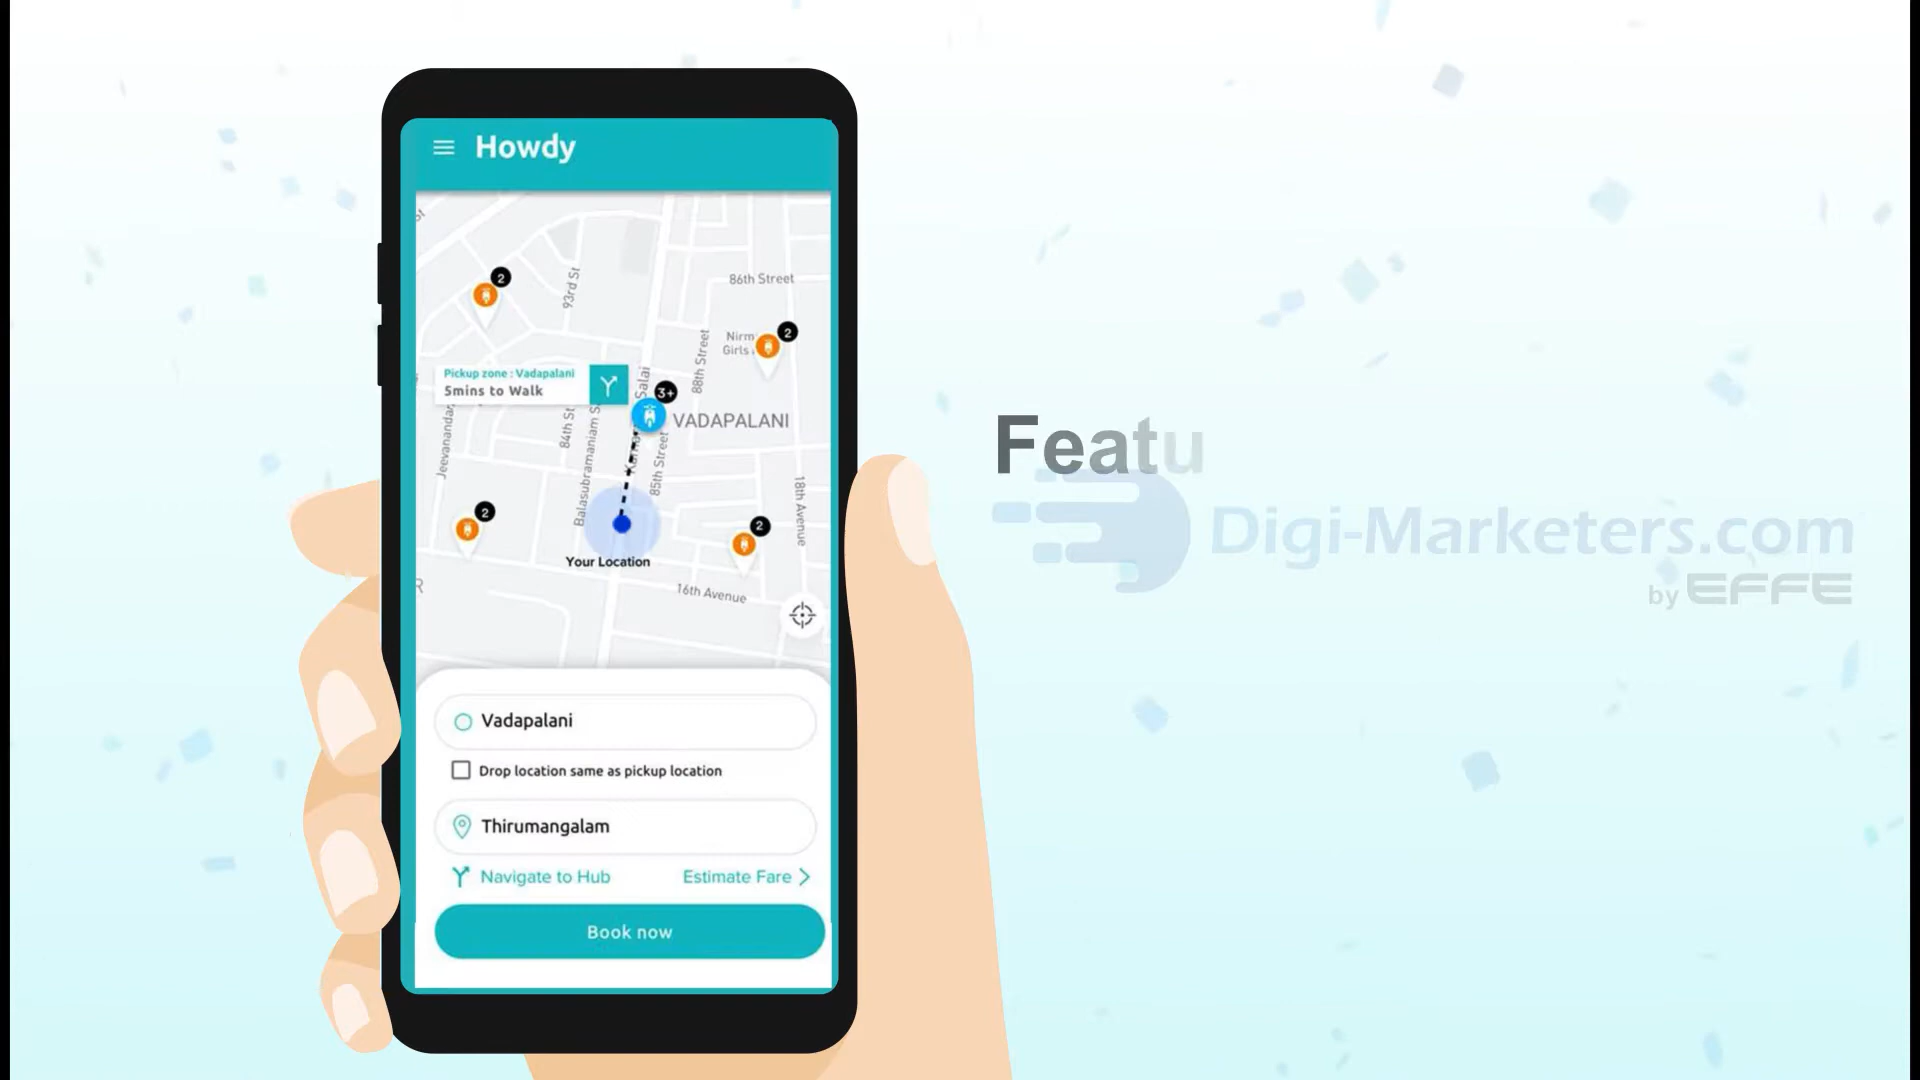 Howdy
93rd St
86th Street
2
2
Nirm
Girls
88th Street
Pickup zone : Vadapalani
5mins to Walk
Salai
3+
VADAPALANI
Jeevanandan
84th St
Balasubramaniam S
85th Street
18th Avenue
2
2
Your Location
16th Avenue
Vadapalani
Drop location same as pickup location
Thirumangalam
Navigate to Hub
Estimate Fare
Book now
Featu
Digi-Marketers.com
by EFFE